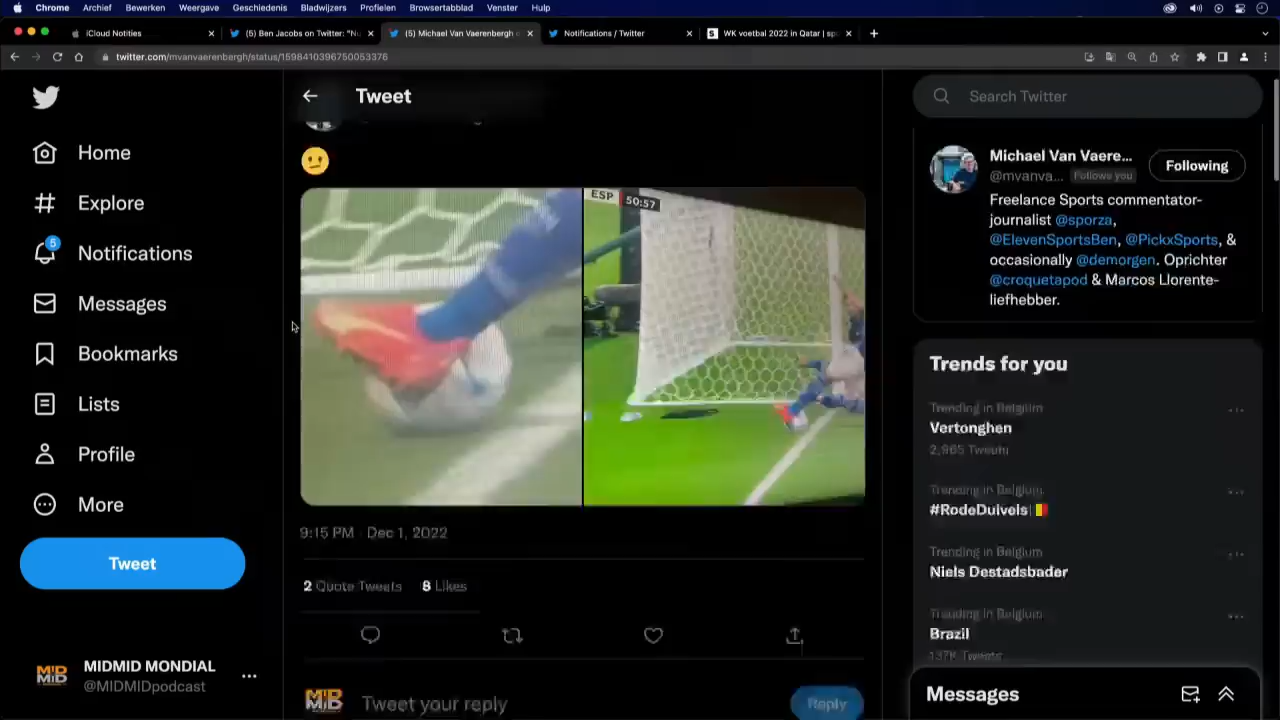 Chrome Archief Bewerken Weergave Geschiedenis Bladwijzers Profielen Browsertabblad Venster Help
iCloud Notities (5) Ben Jacobs on Twitter: "Nu (5) Michael Van Vaerenbergh Notifications / Twitter WK voetbal 2022 in Qatar | sp
twitter.com/mvanvaerenbergh/status/1598410396750053376
Tweet
Search Twitter
Home
Explore
5
Notifications
Messages
Bookmarks
Lists
Profile
More
Tweet
MIDMID MONDIAL
@MIDMIDpodcast
ESP 50:57
9:15 PM · Dec 1, 2022
2 Quote Tweets 8 Likes
MID
MID
Tweet your reply
Reply
Michael Van Vaere...
@mvanva... Follows you
Following
Freelance Sports commentator-
journalist @sporza,
@ElevenSportsBen, @PickxSports, &
occasionally @demorgen. Oprichter
@croquetapod & Marcos Llorente-
liefhebber.
Trends for you
Trending in Belgium
Vertonghen
2,965 Tweets
Trending in Belgium
#RodeDuivels
Trending in Belgium
Niels Destadsbader
Trending in Belgium
Brazil
137K Tweets
Messages